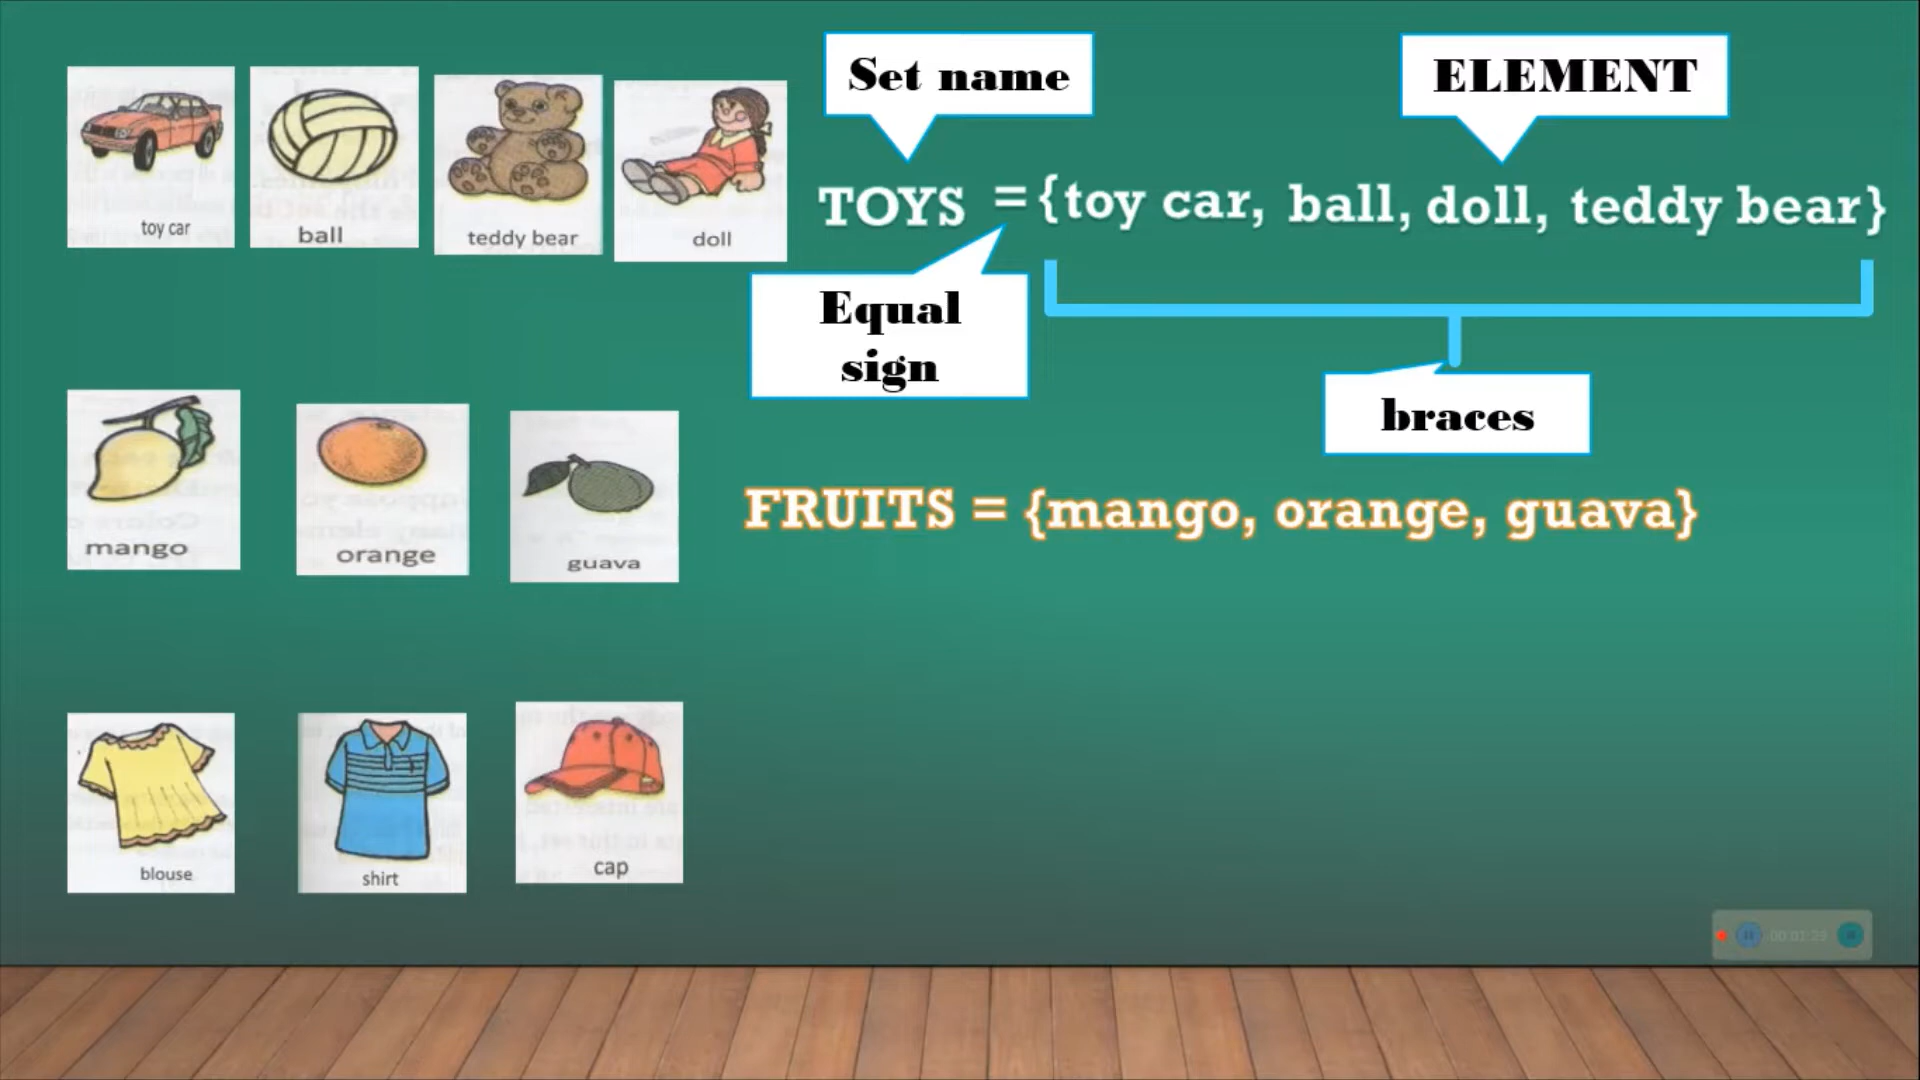 Set name
ELEMENT
toy car
ball
teddy bear
doll
TOYS = {toy car, ball, doll, teddy bear}
Equal
sign
braces
mango
orange
guava
FRUITS = {mango, orange, guava}
blouse
shirt
cap